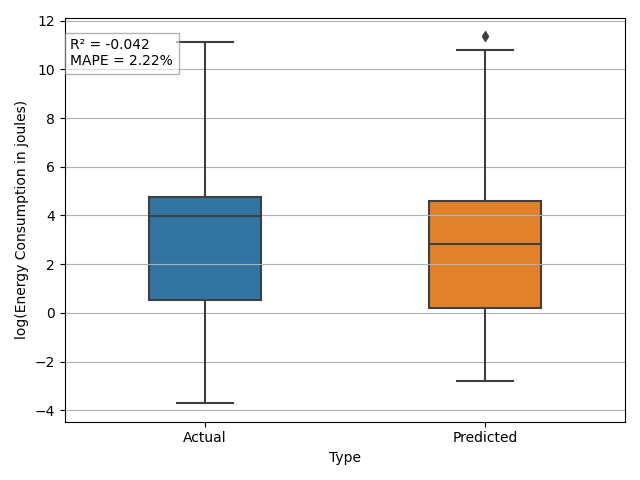 R² = -0.042
MAPE = 2.22%
12
10
8
6
4
2
0
−2
−4
log(Energy Consumption in joules)
Actual
Predicted
Type